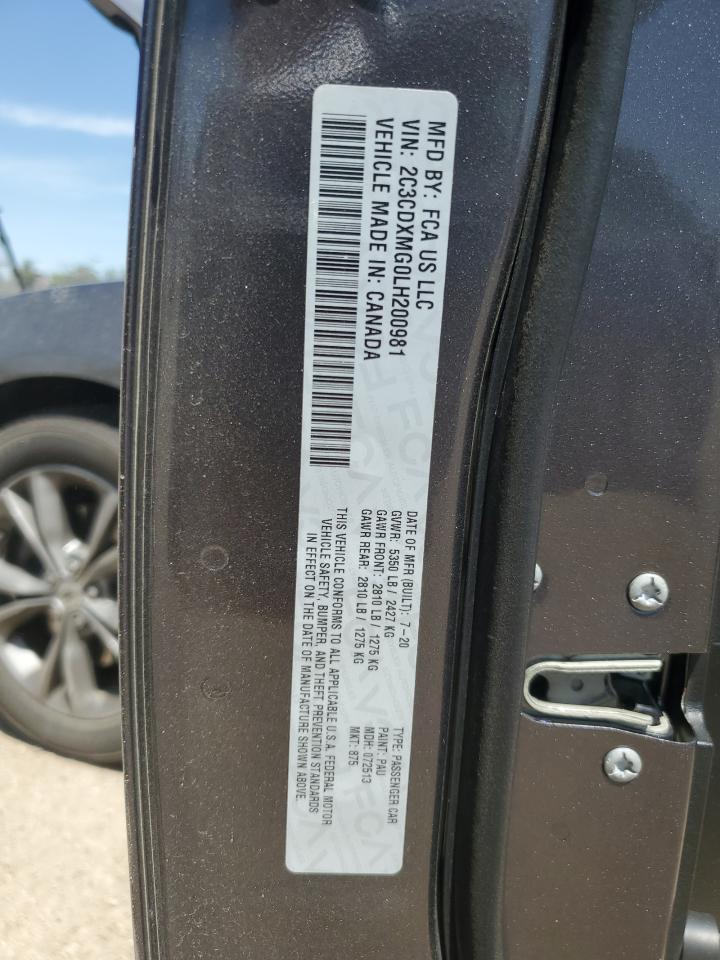 MFD BY: FCA US LLC
VIN: 2C3CDXMG0LH200981
VEHICLE MADE IN: CANADA
DATE OF MFR (BUILT): 7-20
GVWR: 5350 LB / 2427 KG
GAWR FRONT: 2810 LB / 1275 KG
GAWR REAR: 2810 LB / 1275 KG
THIS VEHICLE CONFORMS TO ALL APPLICABLE U.S.A. FEDERAL MOTOR
VEHICLE SAFETY, BUMPER, AND THEFT PREVENTION STANDARDS
IN EFFECT ON THE DATE OF MANUFACTURE SHOWN ABOVE.
TYPE: PASSENGER CAR
PAINT: PAU
MDH: 072513
MKT: 875